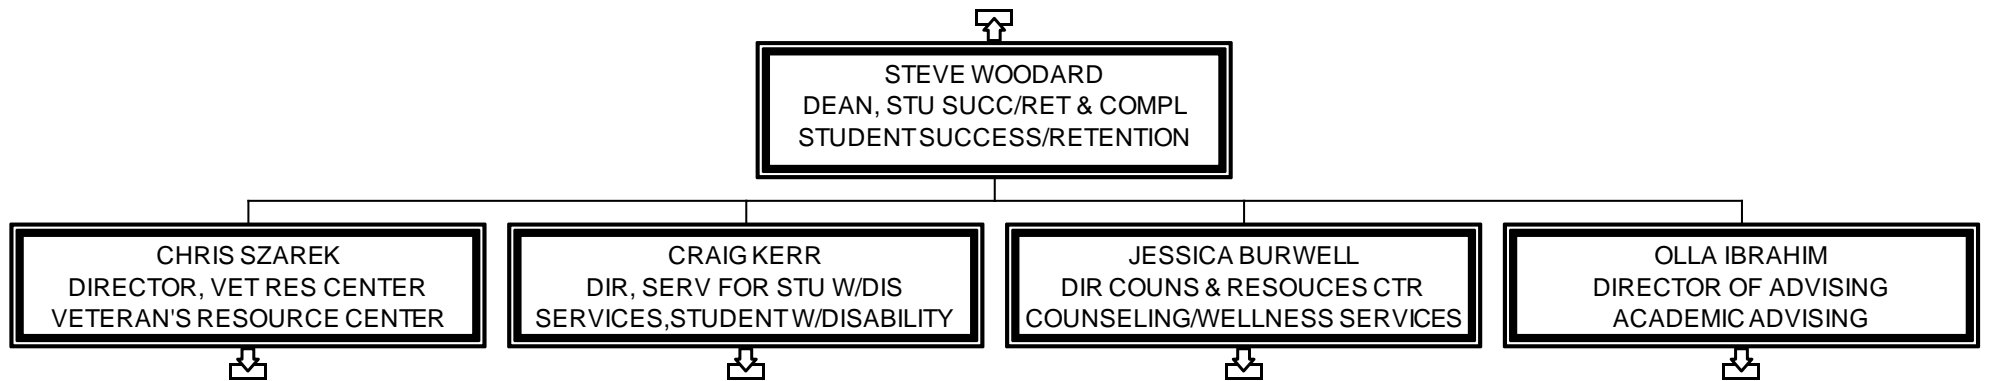 STEVE WOODARD
DEAN, STU SUCC/RET & COMPL
STUDENT SUCCESS/RETENTION
CHRIS SZAREK
DIRECTOR, VET RES CENTER
VETERAN'S RESOURCE CENTER
CRAIG KERR
DIR, SERV FOR STU W/DIS
SERVICES,STUDENT W/DISABILITY
JESSICA BURWELL
DIR COUNS & RESOUCES CTR
COUNSELING/WELLNESS SERVICES
OLLA IBRAHIM
DIRECTOR OF ADVISING
ACADEMIC ADVISING